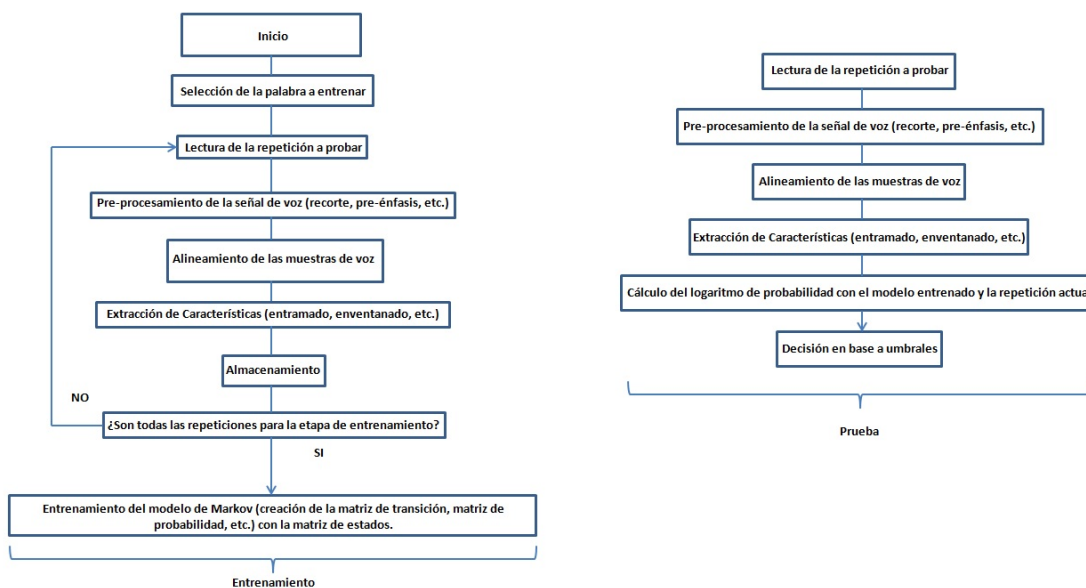 Inicio
Selección de la palabra a entrenar
Lectura de la repetición a probar
Pre-procesamiento de la señal de voz (recorte, pre-énfasis, etc.)
Alineamiento de las muestras de voz
Extracción de Características (entramado, enventanado, etc.)
Almacenamiento
NO
¿Son todas las repeticiones para la etapa de entrenamiento?
SI
Entrenamiento del modelo de Markov (creación de la matriz de transición, matriz de
probabilidad, etc.) con la matriz de estados.
Entrenamiento
Lectura de la repetición a probar
Pre-procesamiento de la señal de voz (recorte, pre-énfasis, etc.)
Alineamiento de las muestras de voz
Extracción de Características (entramado, enventanado, etc.)
Cálculo del logaritmo de probabilidad con el modelo entrenado y la repetición actua
Decisión en base a umbrales
Prueba